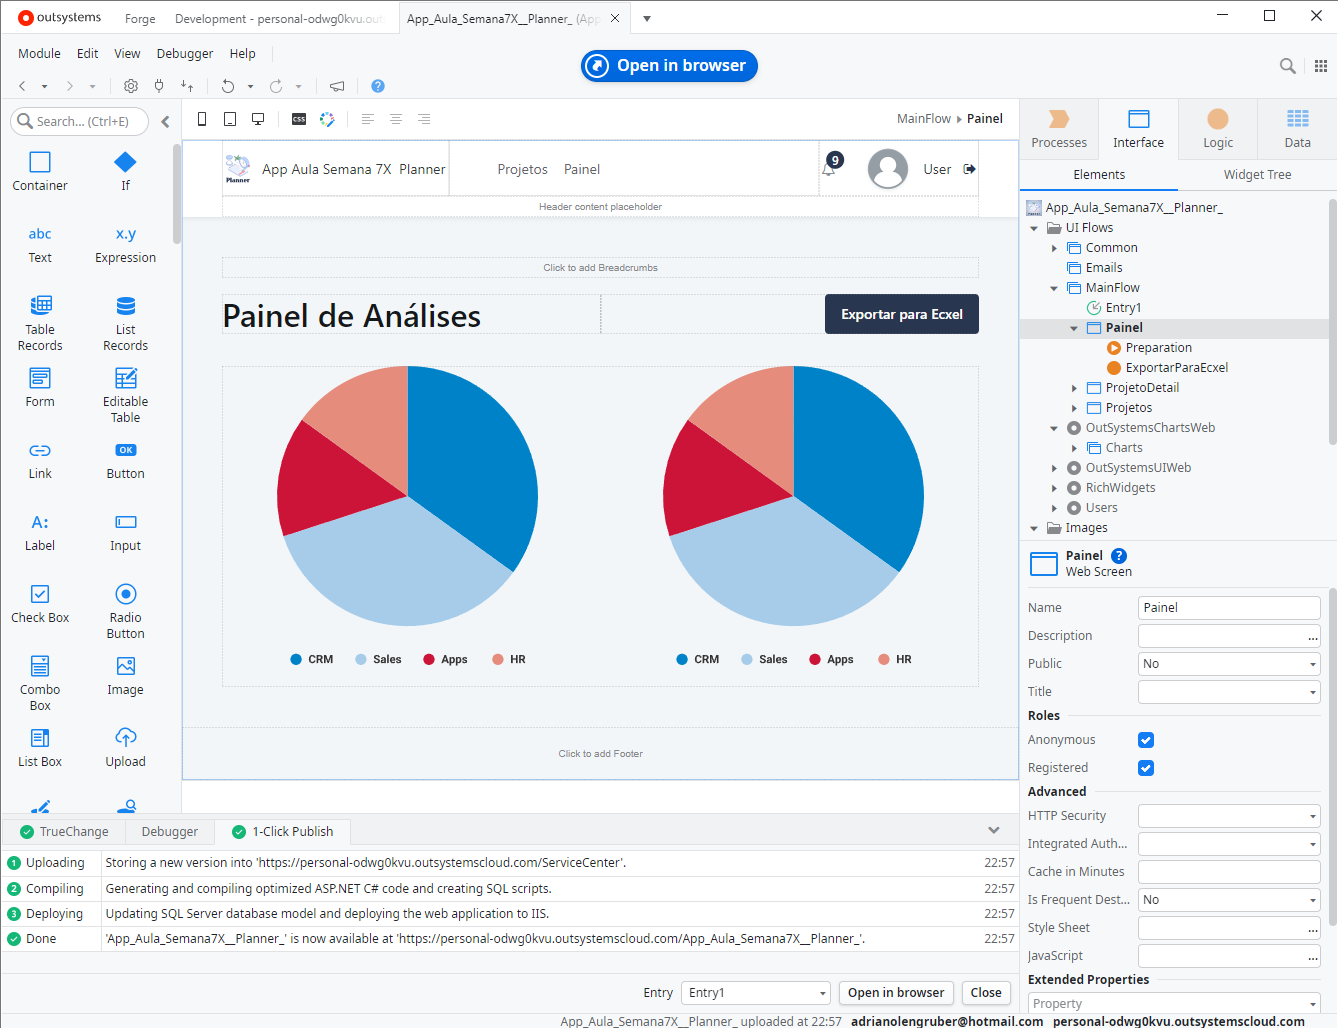 outsystems
Forge
Development - personal-odwg0kvu.out
App_Aula_Semana7X__Planner_ (App
Module Edit View Debugger Help
Open in browser
Search... (Ctrl+E)
css
MainFlow Painel
Processes
Interface
Logic
Data
Elements
Widget Tree
Container
If
abc
Text
x.y
Expression
Table Records
List Records
Form
Editable Table
Link
OK
Button
A:
Label
Input
Check Box
Radio Button
Combo Box
Image
List Box
Upload
Planner
App Aula Semana 7X Planner
Projetos
Painel
9
User
Header content placeholder
Click to add Breadcrumbs
Painel de Análises
Exportar para Ecxel
CRM Sales Apps HR
CRM Sales Apps HR
Click to add Footer
App_Aula_Semana7X__Planner_
UI Flows
Common
Emails
MainFlow
Entry1
Painel
Preparation
ExportarParaEcxel
ProjetoDetail
Projetos
OutSystemsChartsWeb
Charts
OutSystemsUIWeb
RichWidgets
Users
Images
Painel ?
Web Screen
Name Painel
Description ...
Public No
Title
Roles
Anonymous
Registered
Advanced
HTTP Security
Integrated Auth...
Cache in Minutes
Is Frequent Dest... No
Style Sheet ...
JavaScript ...
Extended Properties
Property
TrueChange
Debugger
1-Click Publish
1 Uploading Storing a new version into 'https://personal-odwg0kvu.outsystemscloud.com/ServiceCenter'. 22:57
2 Compiling Generating and compiling optimized ASP.NET C# code and creating SQL scripts. 22:57
3 Deploying Updating SQL Server database model and deploying the web application to IIS. 22:57
Done 'App_Aula_Semana7X__Planner_' is now available at 'https://personal-odwg0kvu.outsystemscloud.com/App_Aula_Semana7X__Planner_'. 22:57
Entry Entry1 Open in browser Close
App_Aula_Semana7X__Planner_ uploaded at 22:57 adrianolengruber@hotmail.com personal-odwg0kvu.outsystemscloud.com